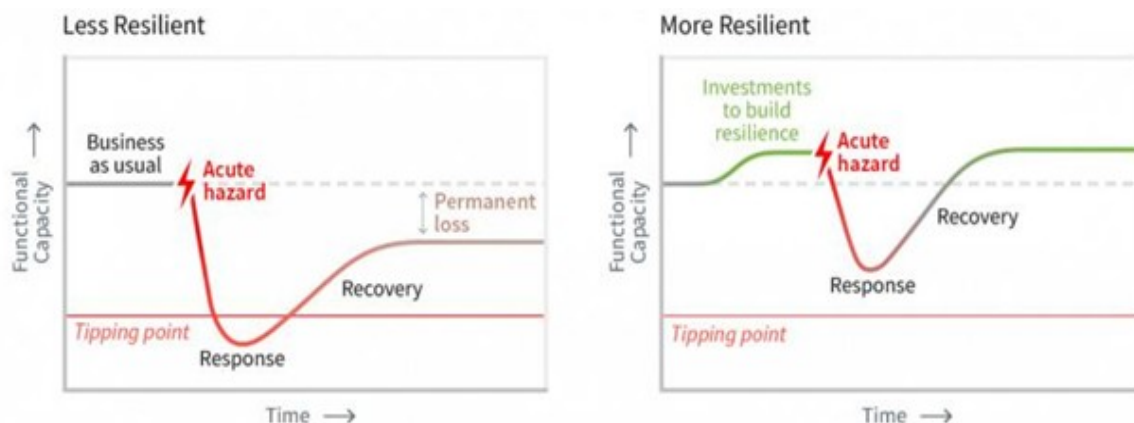 Less Resilient
Functional
Capacity
Business
as usual
Acute
hazard
Permanent
loss
Recovery
Tipping point
Response
Time
More Resilient
Functional
Capacity
Investments
to build
resilience
Acute
hazard
Recovery
Response
Tipping point
Time